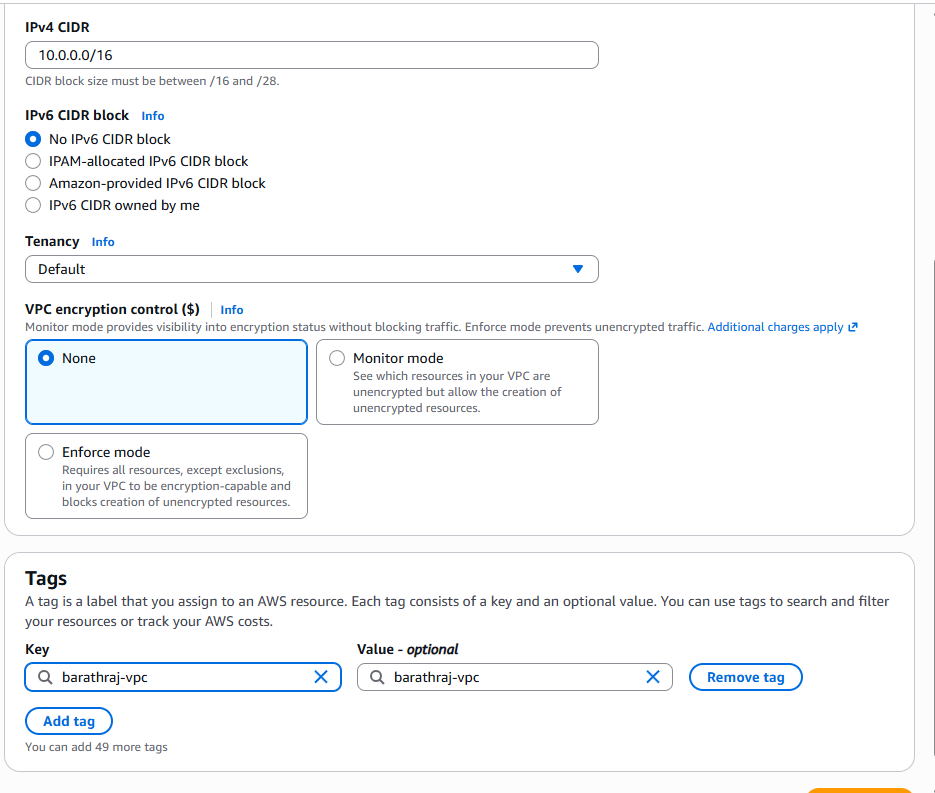 IPv4 CIDR
10.0.0.0/16
CIDR block size must be between /16 and /28.
IPv6 CIDR block Info
No IPv6 CIDR block
IPAM-allocated IPv6 CIDR block
Amazon-provided IPv6 CIDR block
IPv6 CIDR owned by me
Tenancy Info
Default
VPC encryption control ($) Info
Monitor mode provides visibility into encryption status without blocking traffic. Enforce mode prevents unencrypted traffic. Additional charges apply
None
Monitor mode
See which resources in your VPC are
unencrypted but allow the creation of
unencrypted resources.
Enforce mode
Requires all resources, except exclusions,
in your VPC to be encryption-capable and
blocks creation of unencrypted resources.
Tags
A tag is a label that you assign to an AWS resource. Each tag consists of a key and an optional value. You can use tags to search and filter
your resources or track your AWS costs.
Key Value - optional
barathraj-vpc barathraj-vpc Remove tag
Add tag
You can add 49 more tags